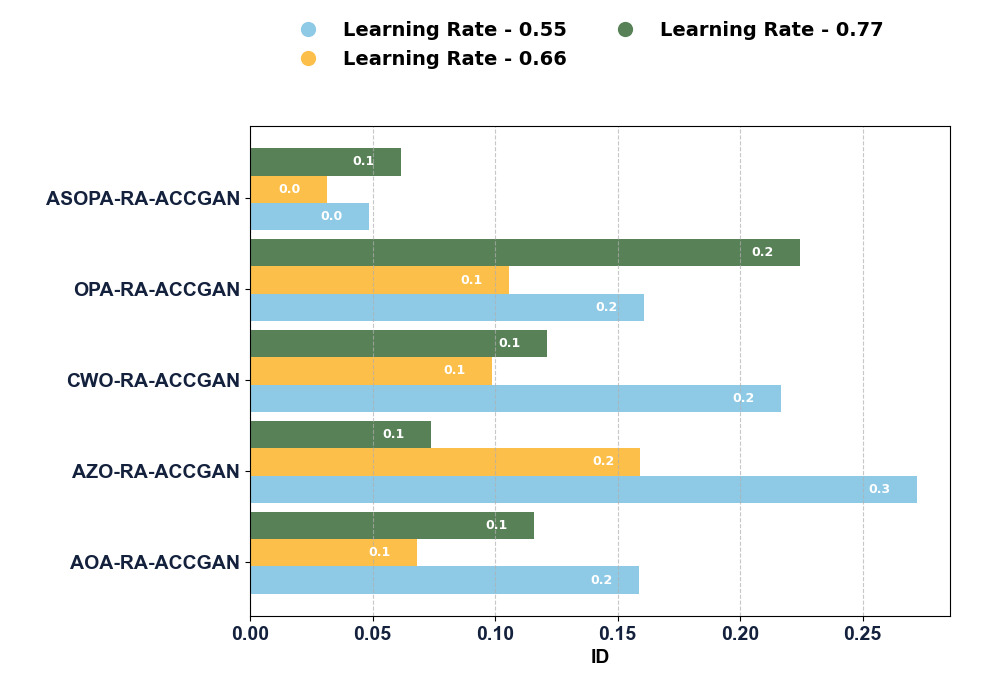 Learning Rate - 0.55
Learning Rate - 0.77
Learning Rate - 0.66
ASOPA-RA-ACCGAN
0.1
0.0
0.0
OPA-RA-ACCGAN
0.2
0.1
0.2
CWO-RA-ACCGAN
0.1
0.1
0.2
AZO-RA-ACCGAN
0.1
0.2
0.3
AOA-RA-ACCGAN
0.1
0.1
0.2
0.00 0.05 0.10 0.15 0.20 0.25
ID